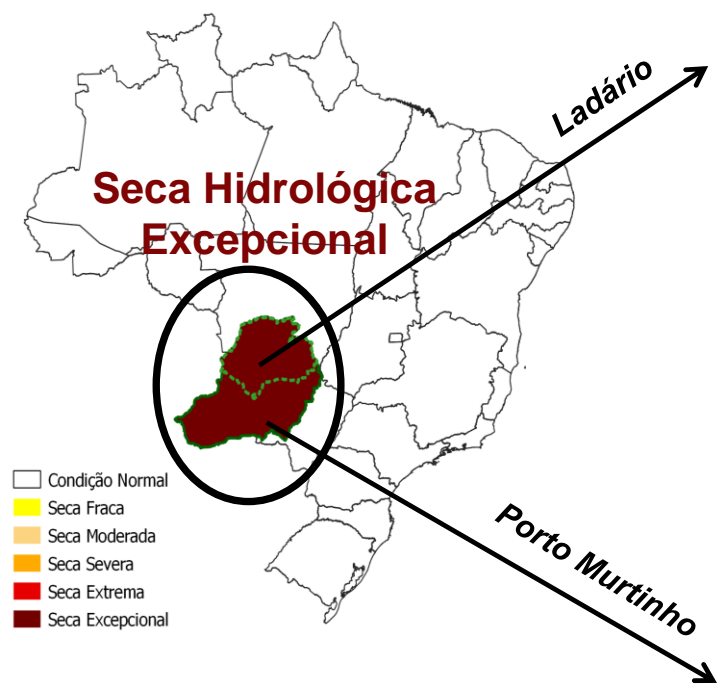 Ladário
Seca Hidrológica
Excepcional
Condição Normal
Seca Fraca
Seca Moderada
Seca Severa
Seca Extrema
Seca Excepcional
Porto Murtinho